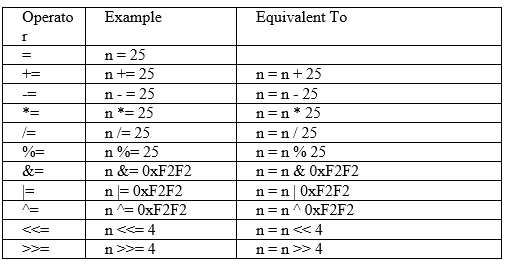 Operato
r Example Equivalent To
= n = 25
+= n += 25 n = n + 25
-= n - = 25 n = n - 25
*= n *= 25 n = n * 25
/= n /= 25 n = n / 25
%= n %= 25 n = n % 25
&= n &= 0xF2F2 n = n & 0xF2F2
|= n |= 0xF2F2 n = n | 0xF2F2
^= n ^= 0xF2F2 n = n ^ 0xF2F2
<<= n <<= 4 n = n << 4
>>= n >>= 4 n = n >> 4